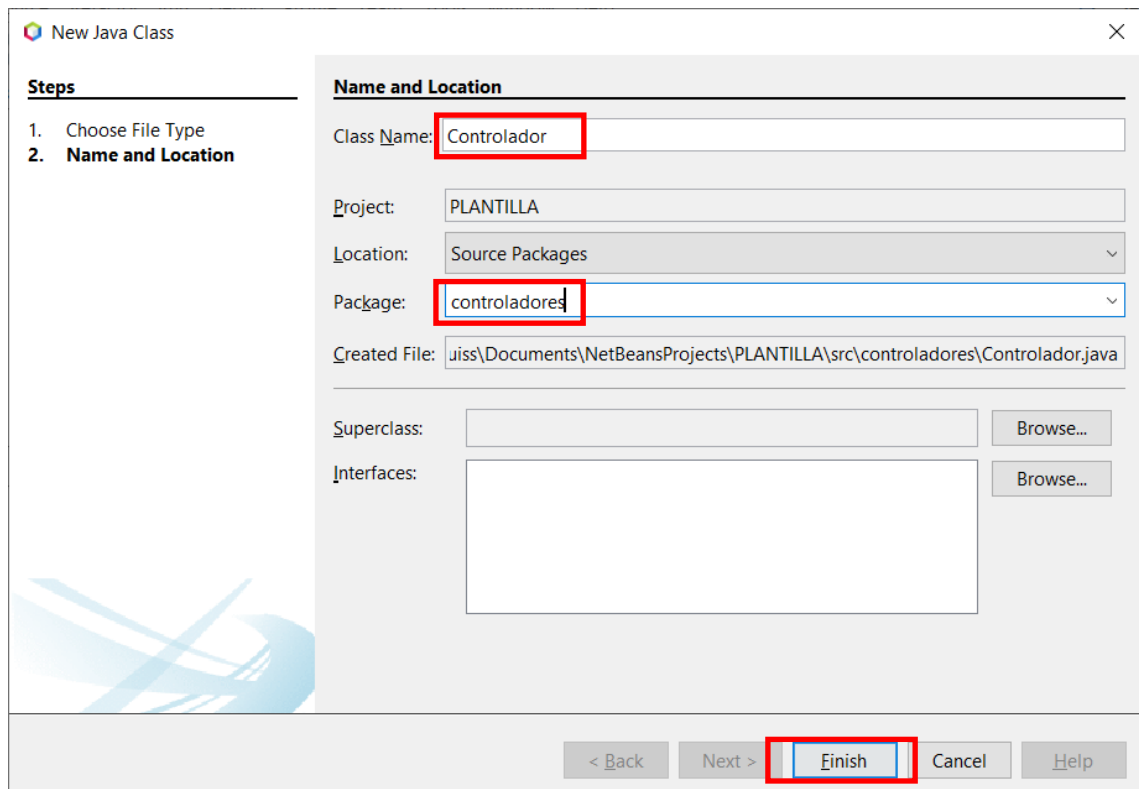 New Java Class
Steps
1. Choose File Type
2. Name and Location
Name and Location
Class Name: Controlador
Project: PLANTILLA
Location: Source Packages
Package: controladores
Created File: uiss\Documents\NetBeansProjects\PLANTILLA\src\controladores\Controlador.java
Superclass: Browse...
Interfaces: Browse...
< Back Next > Finish Cancel Help